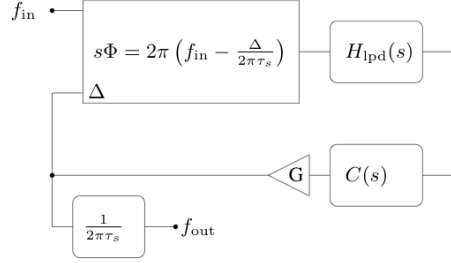 f_in
sΦ = 2π (f_in − Δ/(2πτ_s))
H_lpd(s)
Δ
G
C(s)
1/(2πτ_s)
f_out